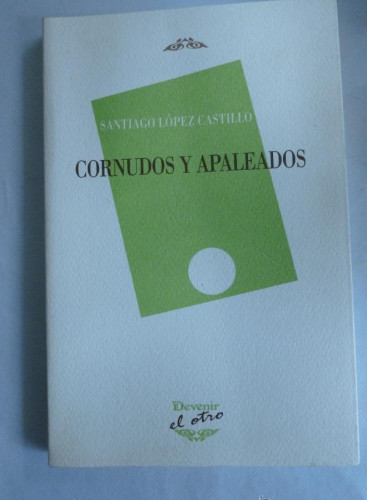 SANTIAGO LÓPEZ CASTILLO
CORNUDOS Y APALEADOS
Devenir
el otro